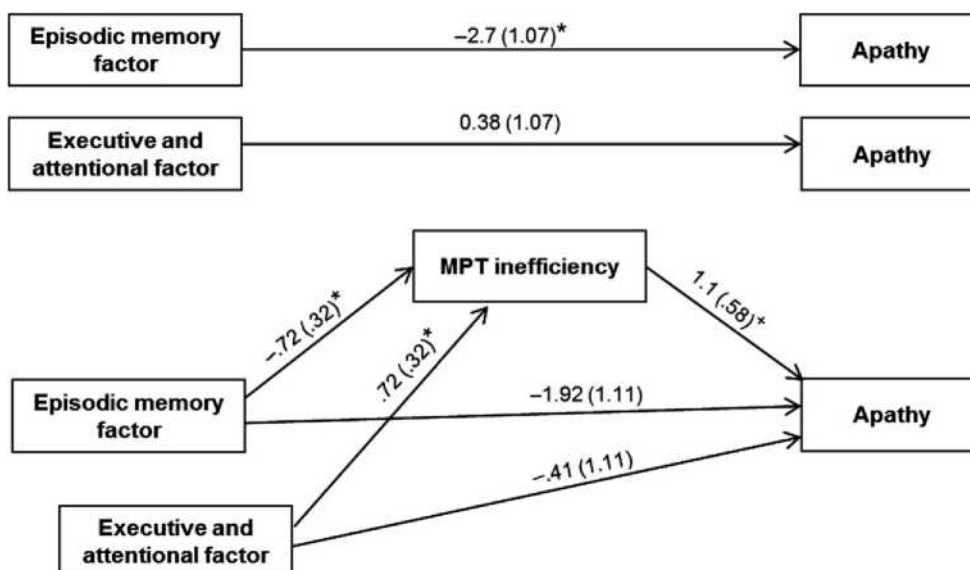 Episodic memory
factor
–2.7 (1.07)*
Apathy
Executive and
attentional factor
0.38 (1.07)
Apathy
MPT inefficiency
–.72 (.32)*
.72 (.32)*
1.1 (.58)+
Episodic memory
factor
–1.92 (1.11)
Apathy
–.41 (1.11)
Executive and
attentional factor